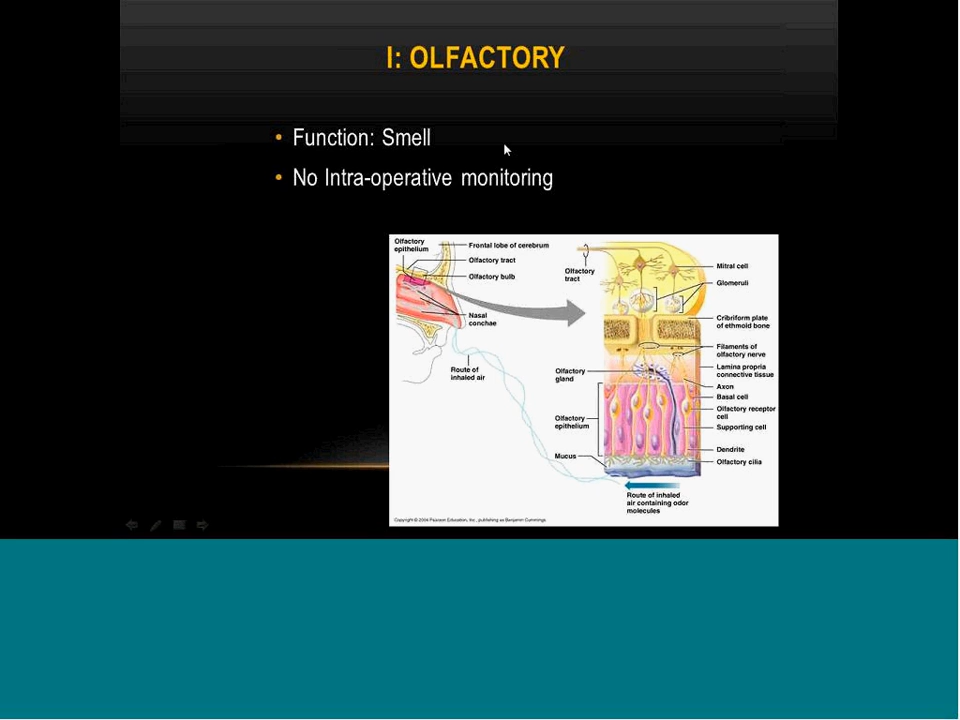 I: OLFACTORY
• Function: Smell
• No Intra-operative monitoring
Olfactory
epithelium
Frontal lobe of cerebrum
Olfactory tract
Olfactory bulb
Nasal
conchae
Route of
inhaled air
Olfactory
tract
Mitral cell
Glomeruli
Cribriform plate
of ethmoid bone
Filaments of
olfactory nerve
Lamina propria
connective tissue
Olfactory
gland
Axon
Basal cell
Olfactory receptor
cell
Olfactory
epithelium
Supporting cell
Dendrite
Mucus
Olfactory cilia
Route of inhaled
air containing odor
molecules
Copyright © 2004 Pearson Education, Inc., publishing as Benjamin Cummings.